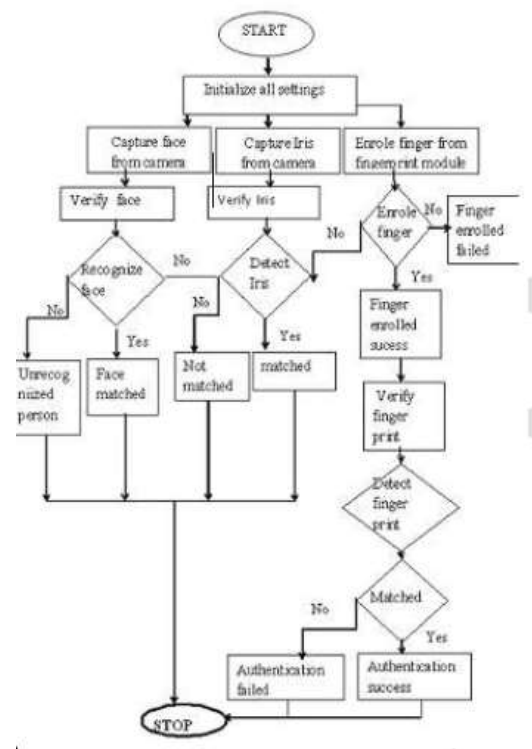 START
Initialize all settings
Capture face
from camera
Capture Iris
from camera
Enrole finger from
fingerprint module
Verify face
Verify Iris
Enrole
finger
No
Finger
enrolled
failed
No
Recognize
face
No
Detect
Iris
Yes
Finger
enrolled
sucess
No
Yes
No
Yes
Unrecog
nized
person
Face
matched
Not
matched
matched
Verify
finger
print
Detect
finger
print
Matched
No
Yes
Authentication
failed
Authentication
success
STOP